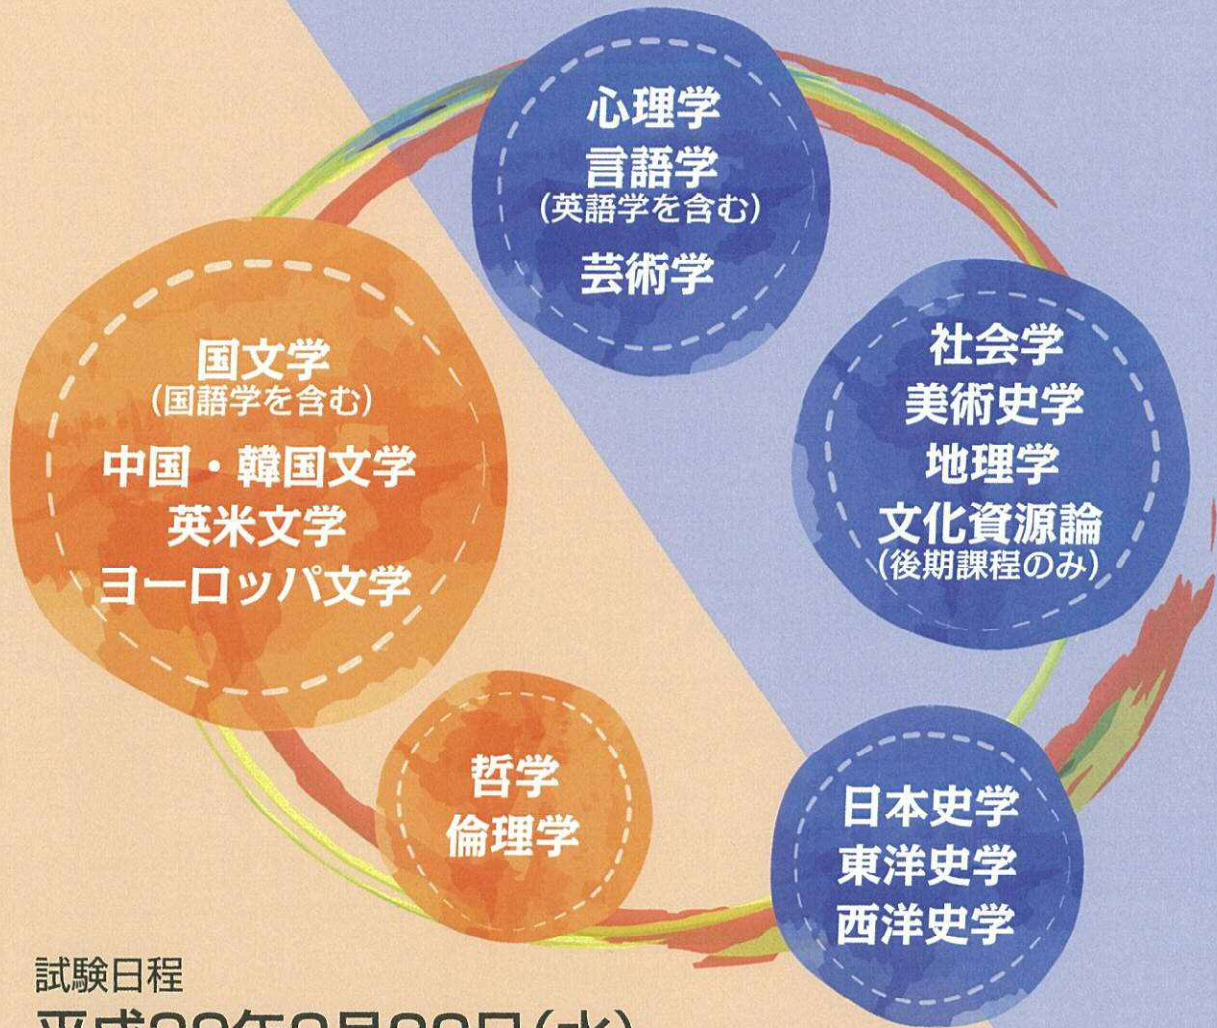 心理学
言語学
(英語学を含む)
芸術学
社会学
美術史学
地理学
文化資源論
(後期課程のみ)
国文学
(国語学を含む)
中国・韓国文学
英米文学
ヨーロッパ文学
哲学
倫理学
日本史学
東洋史学
西洋史学
試験日程